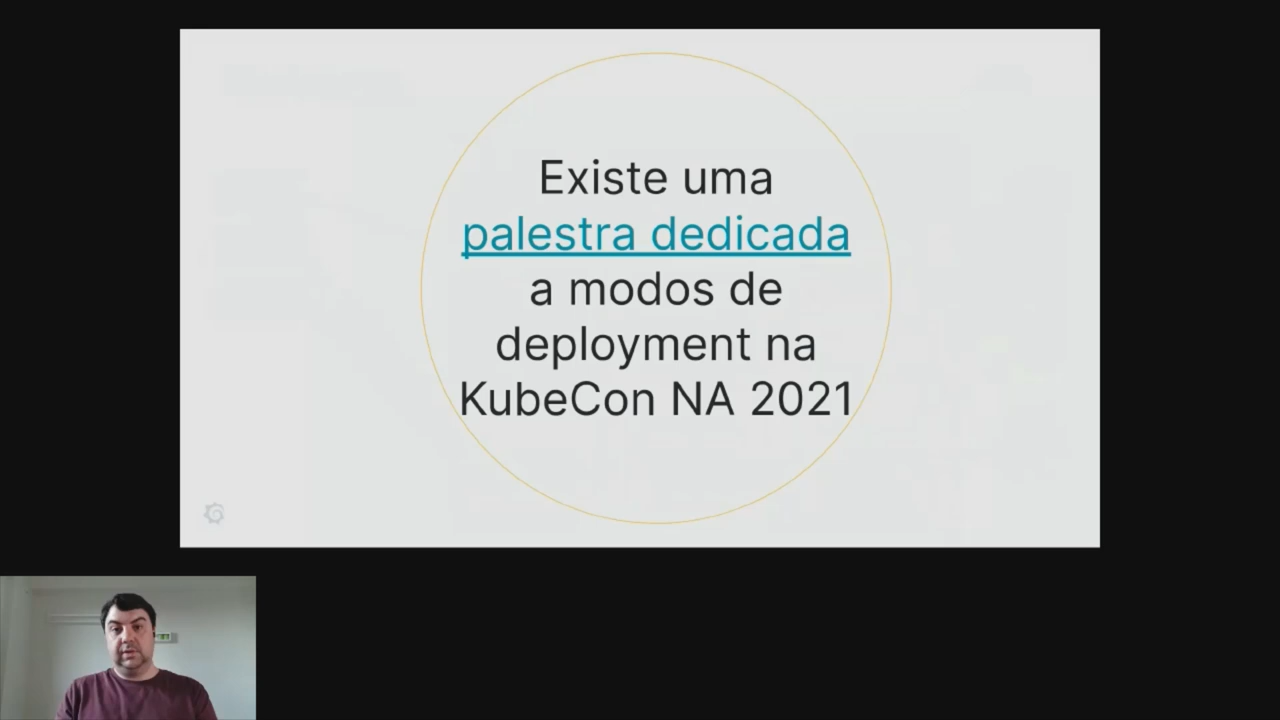 Existe uma
palestra dedicada
a modos de
deployment na
KubeCon NA 2021